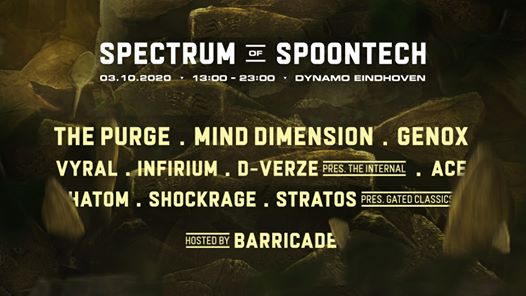 SPECTRUM OF SPOONTECH
03.10.2020 · 13:00 - 23:00 · DYNAMO EINDHOVEN
THE PURGE . MIND DIMENSION . GENOX
VYRAL . INFIRIUM . D-VERZE PRES. THE INTERNAL . ACE
HATOM . SHOCKRAGE . STRATOS PRES. GATED CLASSICS
HOSTED BY BARRICADE